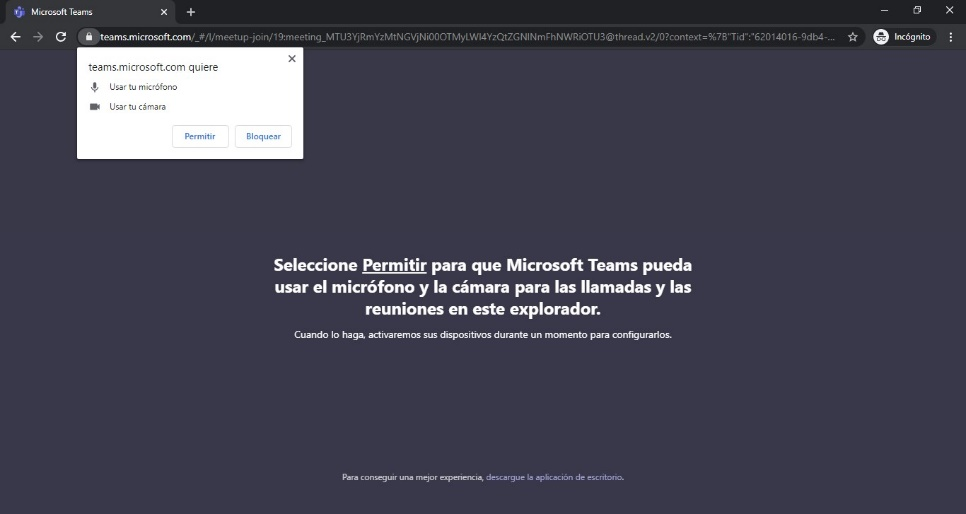 Microsoft Teams
teams.microsoft.com/_#/l/meetup-join/19:meeting_MTU3YjRmYzMtNGVjNi00OTMyLWI4YzQtZGNlNmFhNWRiOTU3@thread.v2/0?context=%7B"Tid":"62014016-9db4-...
Incógnito
teams.microsoft.com quiere
Usar tu micrófono
Usar tu cámara
Permitir
Bloquear
Seleccione Permitir para que Microsoft Teams pueda
usar el micrófono y la cámara para las llamadas y las
reuniones en este explorador.
Cuando lo haga, activaremos sus dispositivos durante un momento para configurarlos.
Para conseguir una mejor experiencia, descargue la aplicación de escritorio.